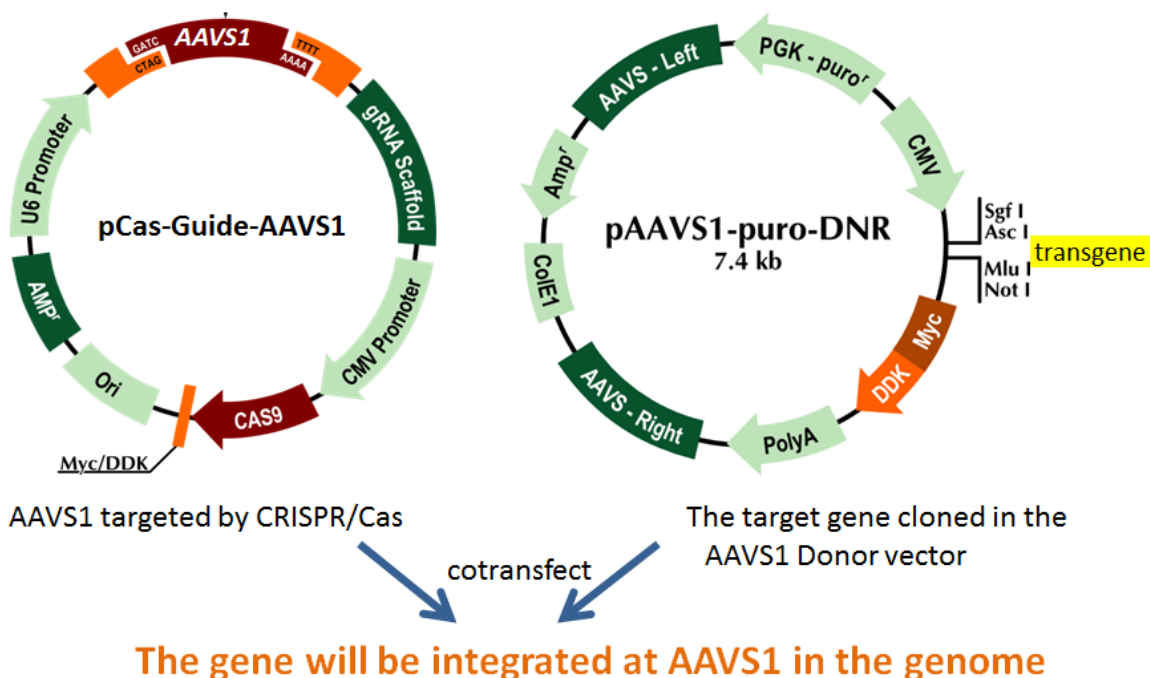 GATC
AAVS1
TTTT
CTAG
AAAA
U6 Promoter
gRNA Scaffold
pCas-Guide-AAVS1
AMPʳ
CMV Promoter
Ori
CAS9
Myc/DDK
AAVS - Left
PGK - puroʳ
CMV
Ampʳ
Sgf I
Asc I
transgene
pAAVS1-puro-DNR
7.4 kb
Mlu I
Not I
ColE1
Myc
DDK
AAVS - Right
PolyA
AAVS1 targeted by CRISPR/Cas
The target gene cloned in the
AAVS1 Donor vector
cotransfect
The gene will be integrated at AAVS1 in the genome